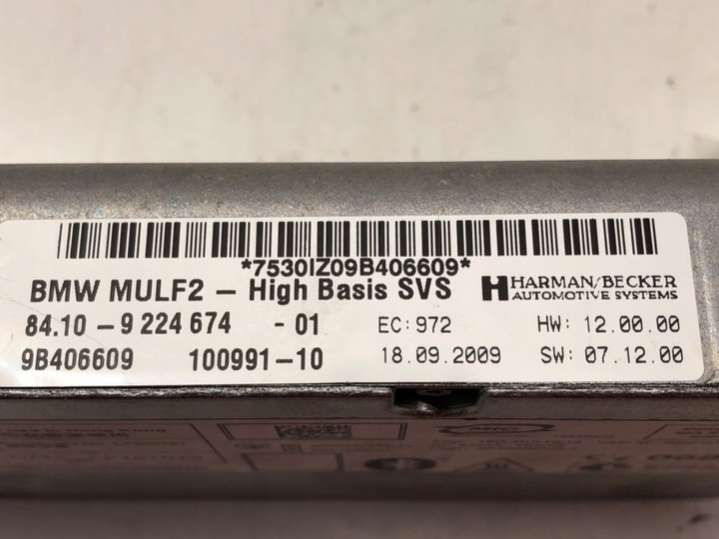 *7530IZ09B406609*
BMW MULF2 – High Basis SVS HARMAN/BECKER
AUTOMOTIVE SYSTEMS
84.10 – 9 224 674 - 01 EC: 972 HW: 12.00.00
9B406609 100991-10 18.09.2009 SW: 07.12.00